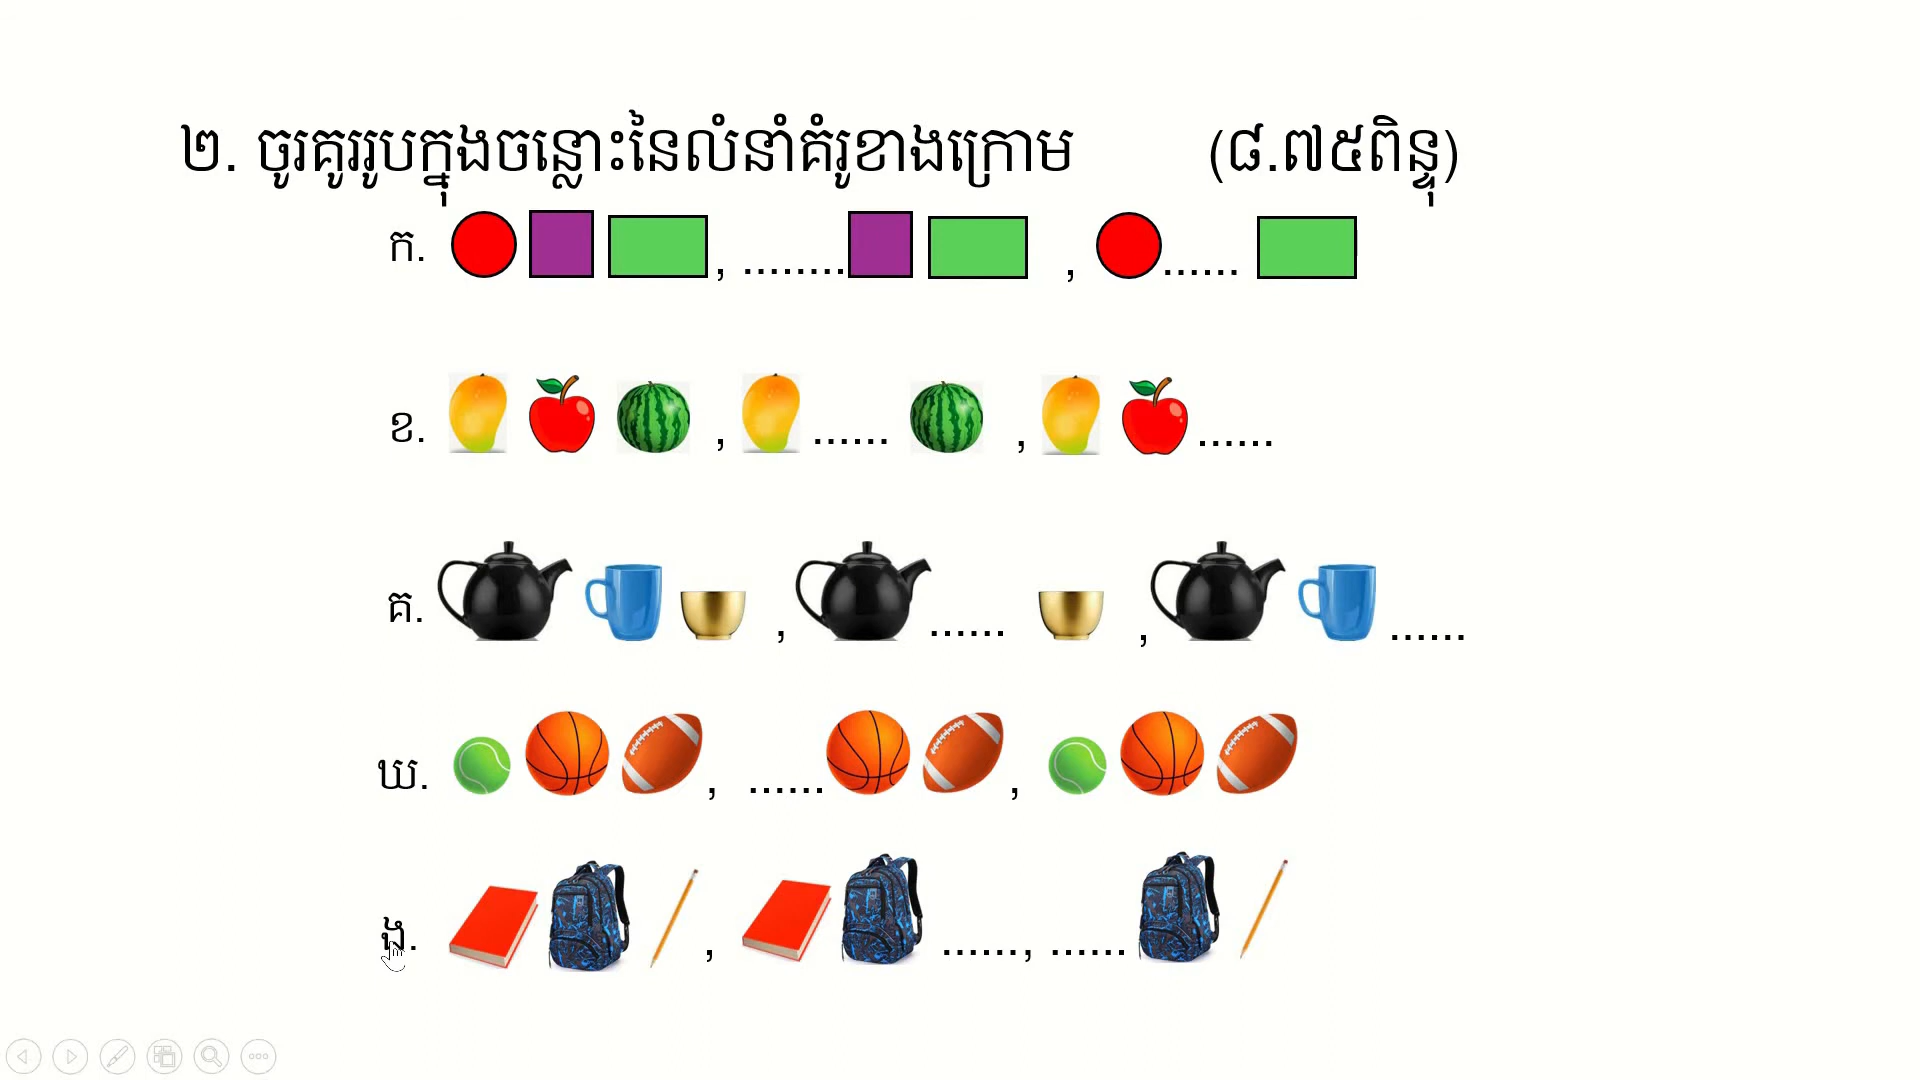 ២. ចូរគូររូបក្នុងចន្លោះនៃលំនាំគំរូខាងក្រោម (៨.៧៥ពិន្ទុ)
ក. , ........ , ......
ខ. , ...... , ......
គ. , ...... , ......
ឃ. , ...... ,
ង. , ......, ......